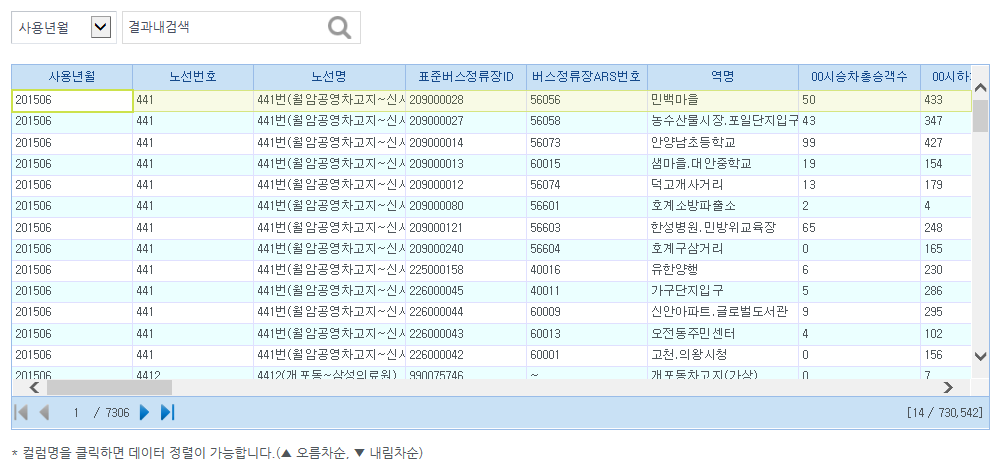 사용년월 결과내검색
사용년월 노선번호 노선명 표준버스정류장ID 버스정류장ARS번호 역명 00시승차총승객수 00시하
201506 441 441번(월암공영차고지~신사 209000028 56056 민백마을 50 433
201506 441 441번(월암공영차고지~신사 209000027 56058 농수산물시장.포일단지입구 43 347
201506 441 441번(월암공영차고지~신사 209000014 56073 안양남초등학교 99 427
201506 441 441번(월암공영차고지~신사 209000013 60015 샘마을.대안중학교 19 154
201506 441 441번(월암공영차고지~신사 209000012 56074 덕고개사거리 13 179
201506 441 441번(월암공영차고지~신사 209000080 56601 호계소방파출소 2 4
201506 441 441번(월암공영차고지~신사 209000121 56603 한성병원.민방위교육장 65 248
201506 441 441번(월암공영차고지~신사 209000240 56604 호계구삼거리 0 165
201506 441 441번(월암공영차고지~신사 225000158 40016 유한양행 6 230
201506 441 441번(월암공영차고지~신사 226000045 40011 가구단지입구 5 286
201506 441 441번(월암공영차고지~신사 226000044 60009 신안아파트.글로벌도서관 9 295
201506 441 441번(월암공영차고지~신사 226000043 60013 오전동주민센터 4 102
201506 441 441번(월암공영차고지~신사 226000042 60001 고천.의왕시청 0 156
201506 4412 4412(개포동~삼성의료원) 990075746 ~ 개포동차고지(가상) 0 7
1 / 7306 [14 / 730,542]
* 컬럼명을 클릭하면 데이터 정렬이 가능합니다.(▲ 오름차순, ▼ 내림차순)